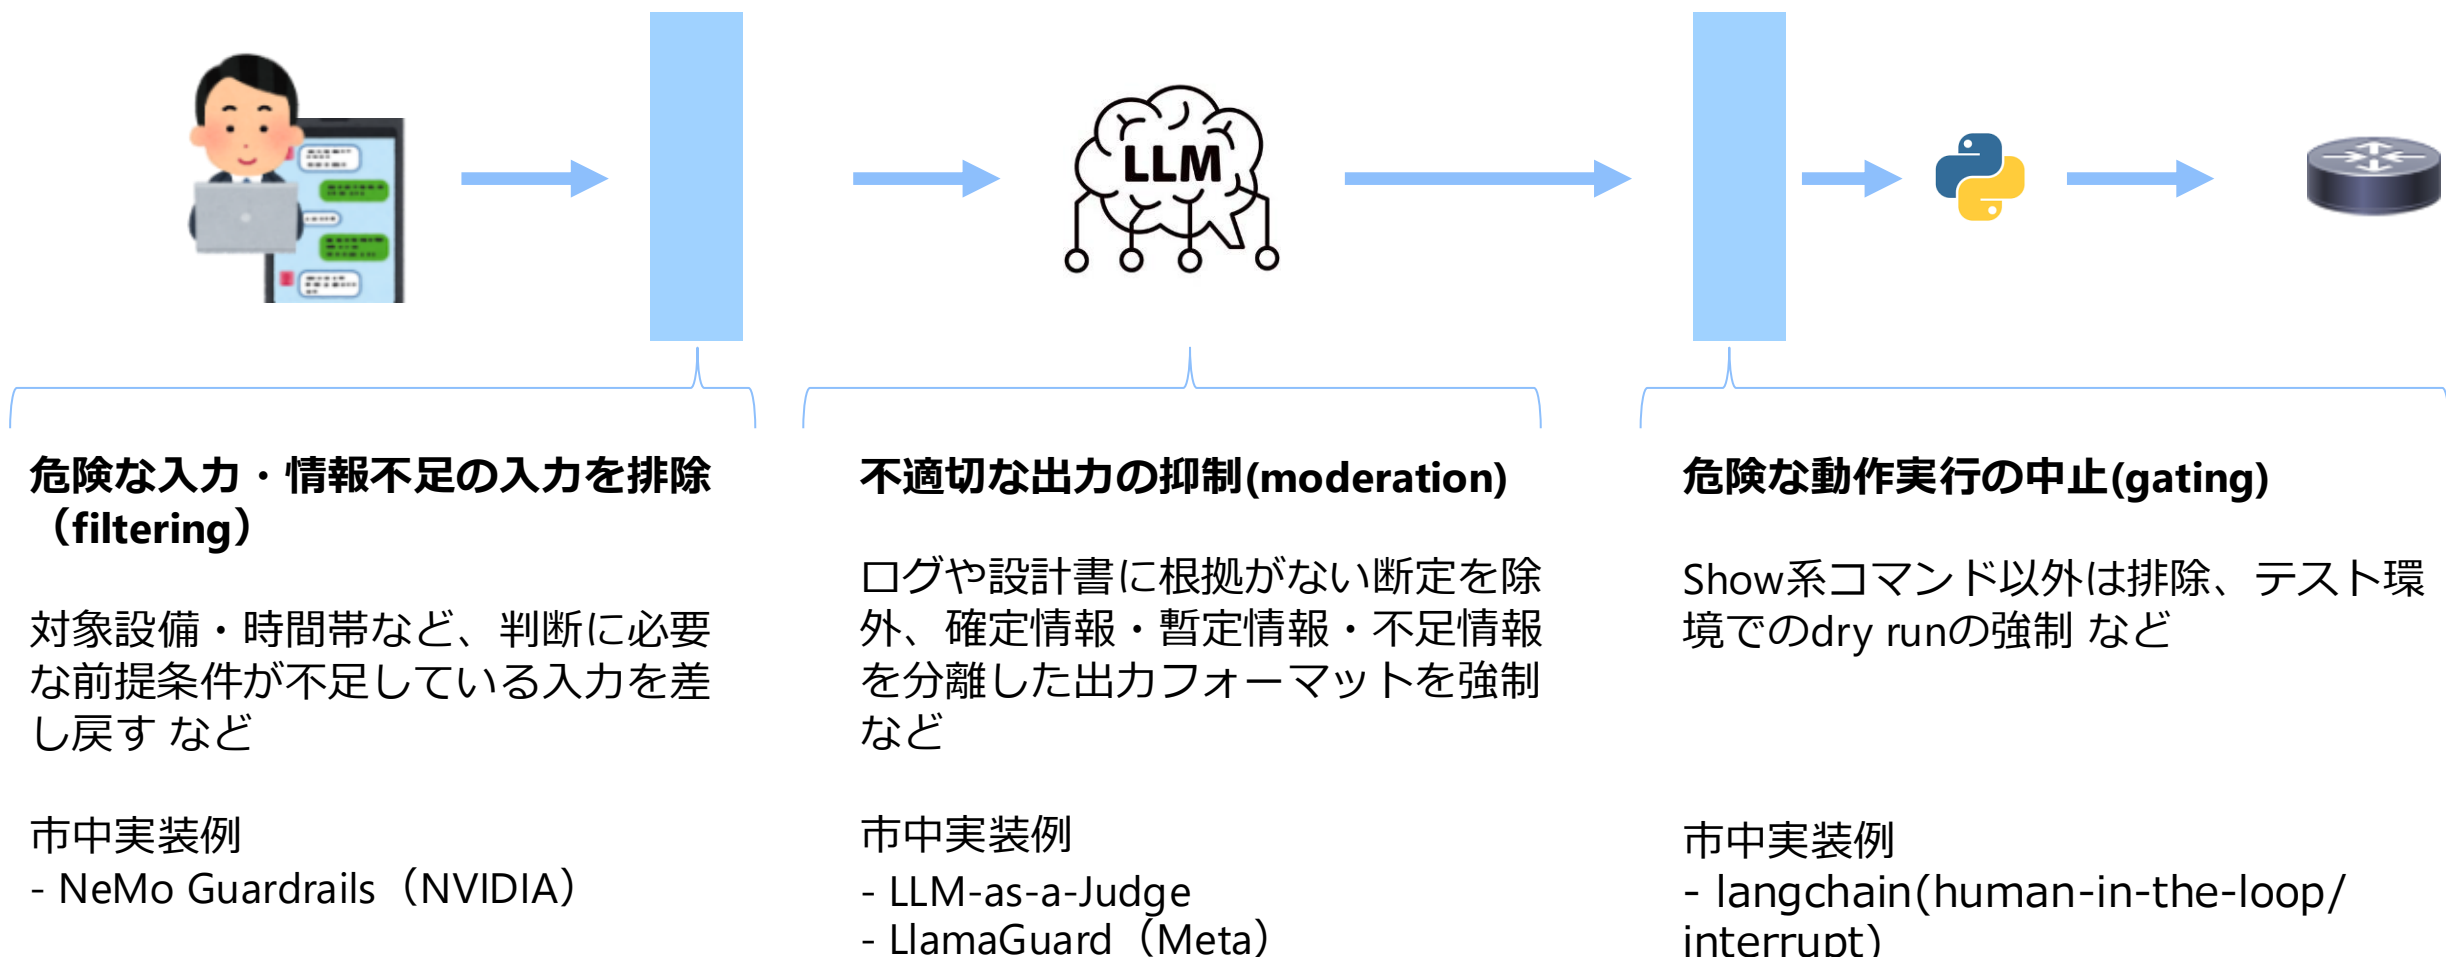 LLM
危険な入力・情報不足の入力を排除
（filtering）
対象設備・時間帯など、判断に必要
な前提条件が不足している入力を差
し戻す など
市中実装例
- NeMo Guardrails（NVIDIA）
不適切な出力の抑制(moderation)
ログや設計書に根拠がない断定を除
外、確定情報・暫定情報・不足情報
を分離した出力フォーマットを強制
など
市中実装例
- LLM-as-a-Judge
- LlamaGuard（Meta）
危険な動作実行の中止(gating)
Show系コマンド以外は排除、テスト環
境でのdry runの強制 など
市中実装例
- langchain(human-in-the-loop/
interrupt)